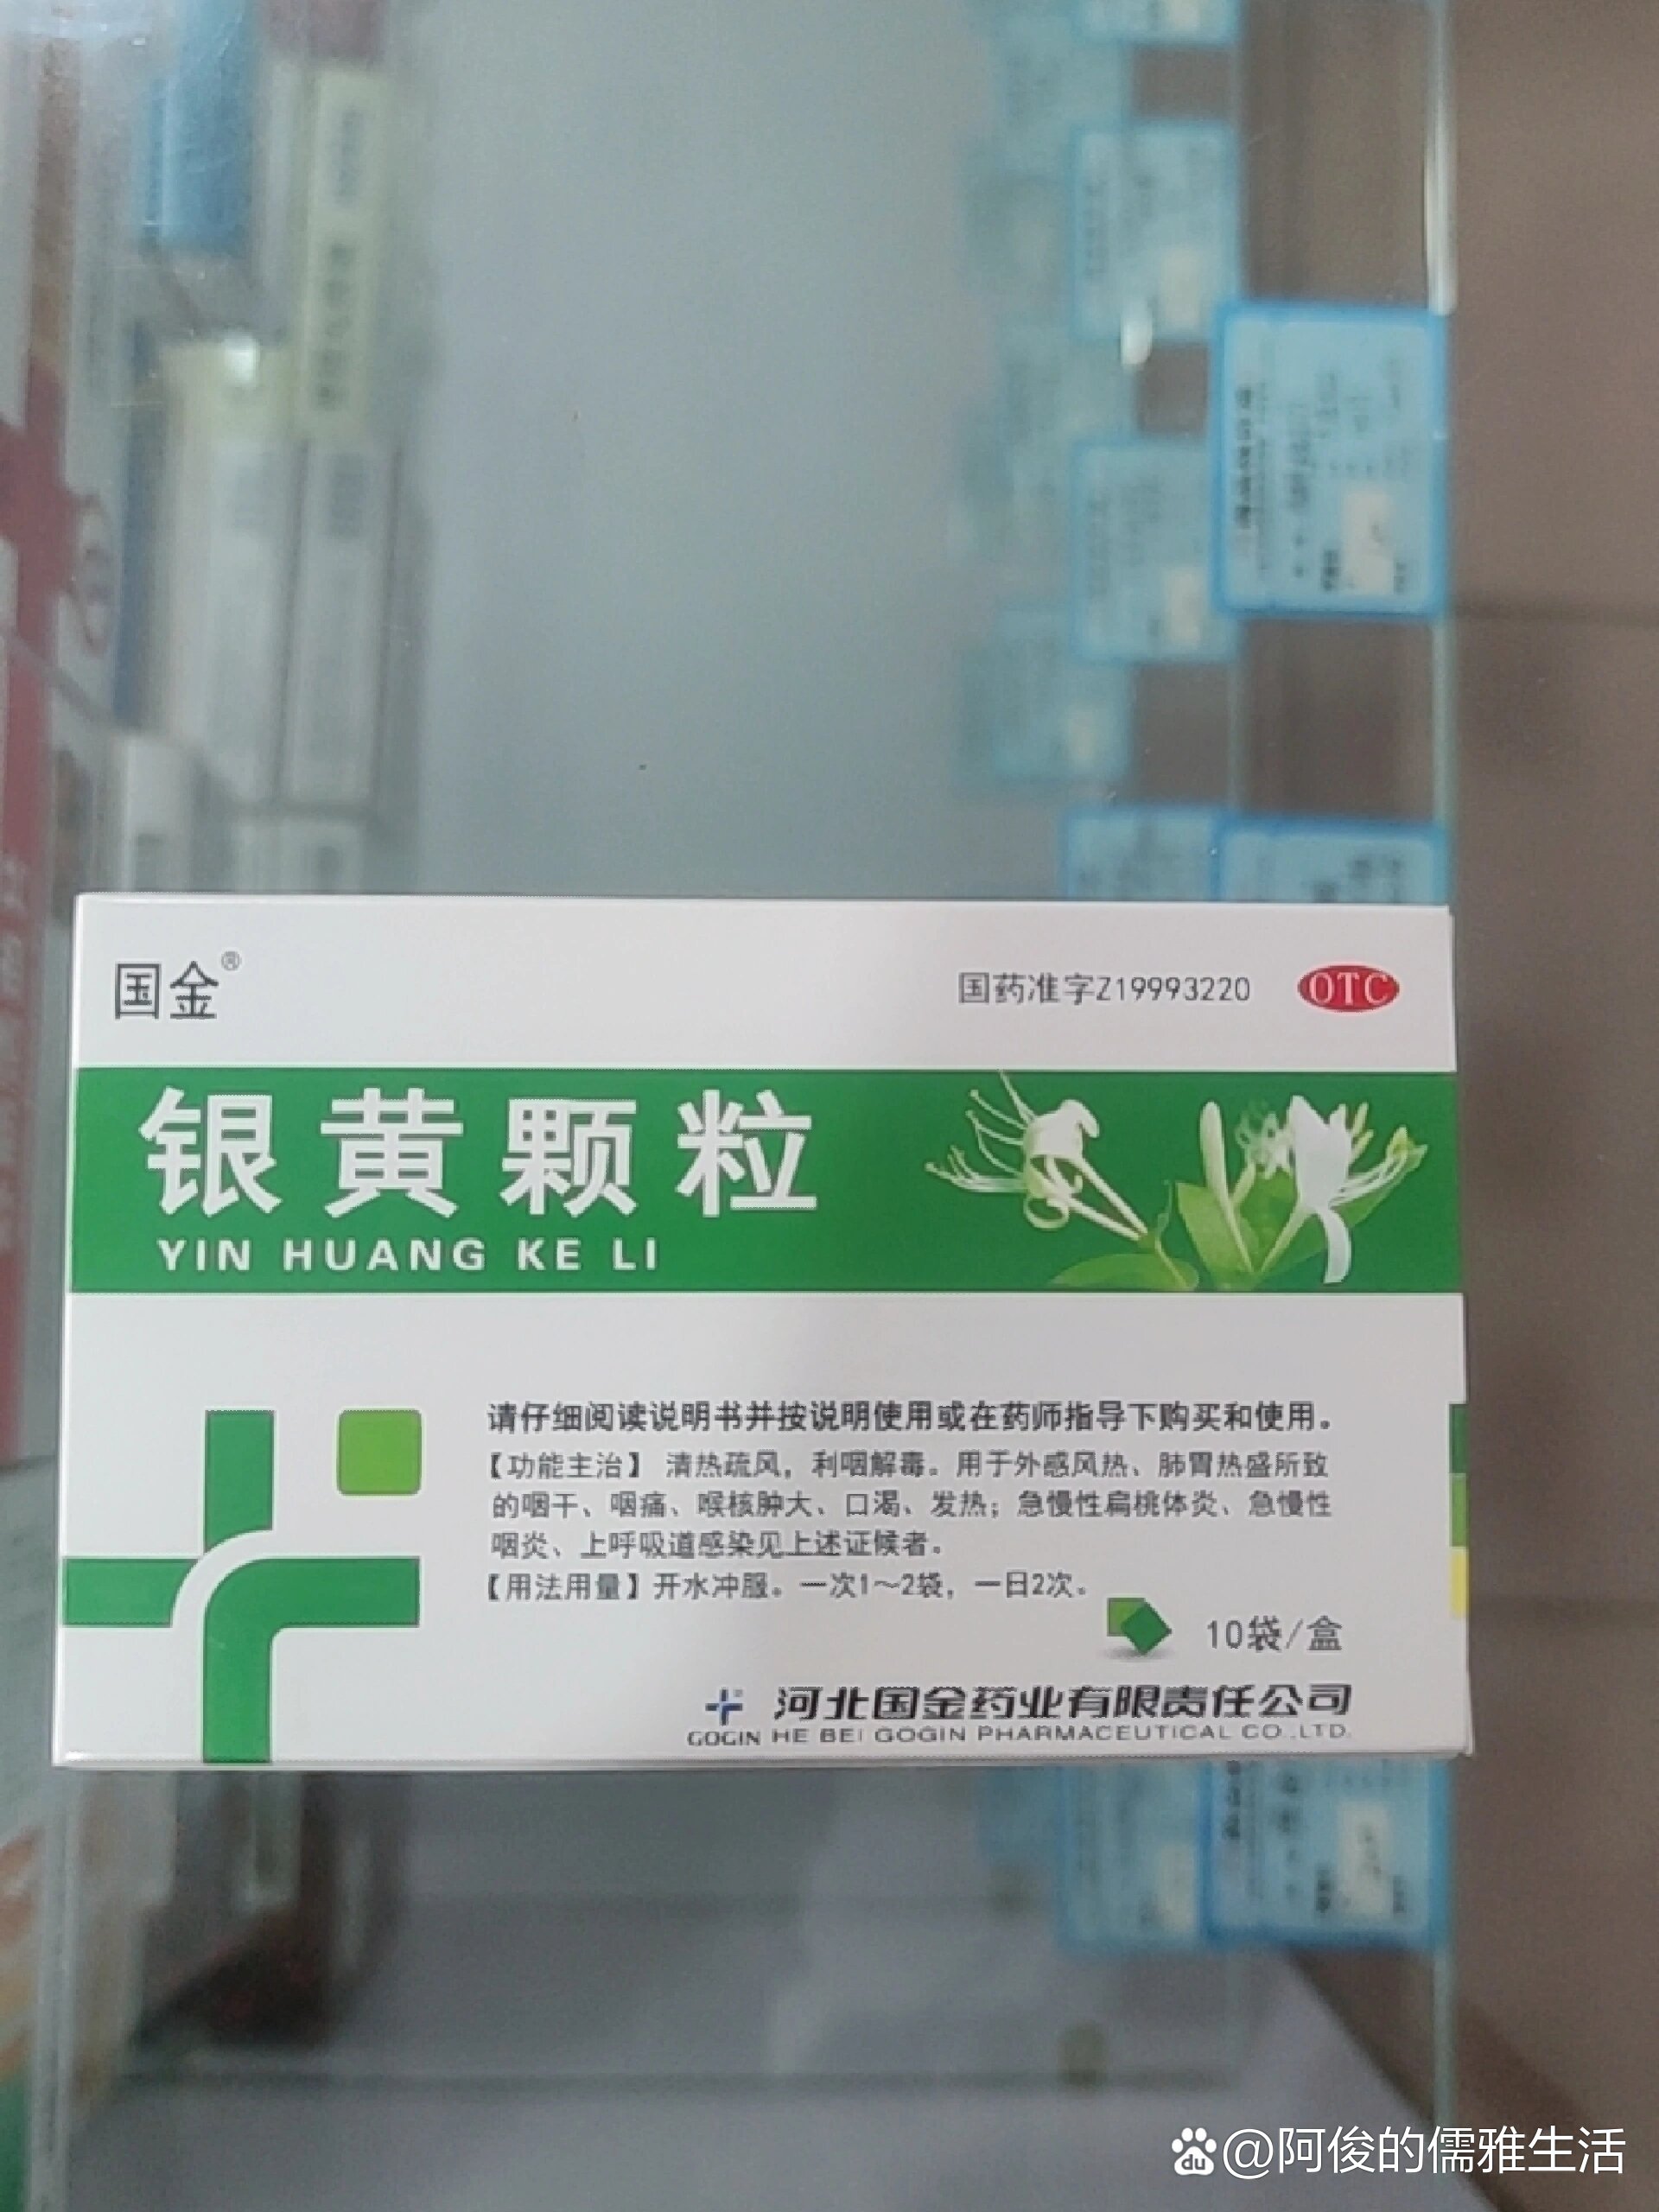 国金®
国药准字Z19993220 OTC
银黄颗粒
YIN HUANG KE LI
请仔细阅读说明书并按说明使用或在药师指导下购买和使用。
【功能主治】 清热疏风，利咽解毒。用于外感风热、肺胃热盛所致
的咽干、咽痛、喉核肿大、口渴、发热；急慢性扁桃体炎、急慢性
咽炎、上呼吸道感染见上述证候者。
【用法用量】开水冲服。一次1～2袋，一日2次。
10袋/盒
河北国金药业有限责任公司
GOGIN HE BEI GOGIN PHARMACEUTICAL CO.,LTD.
du @阿俊的儒雅生活